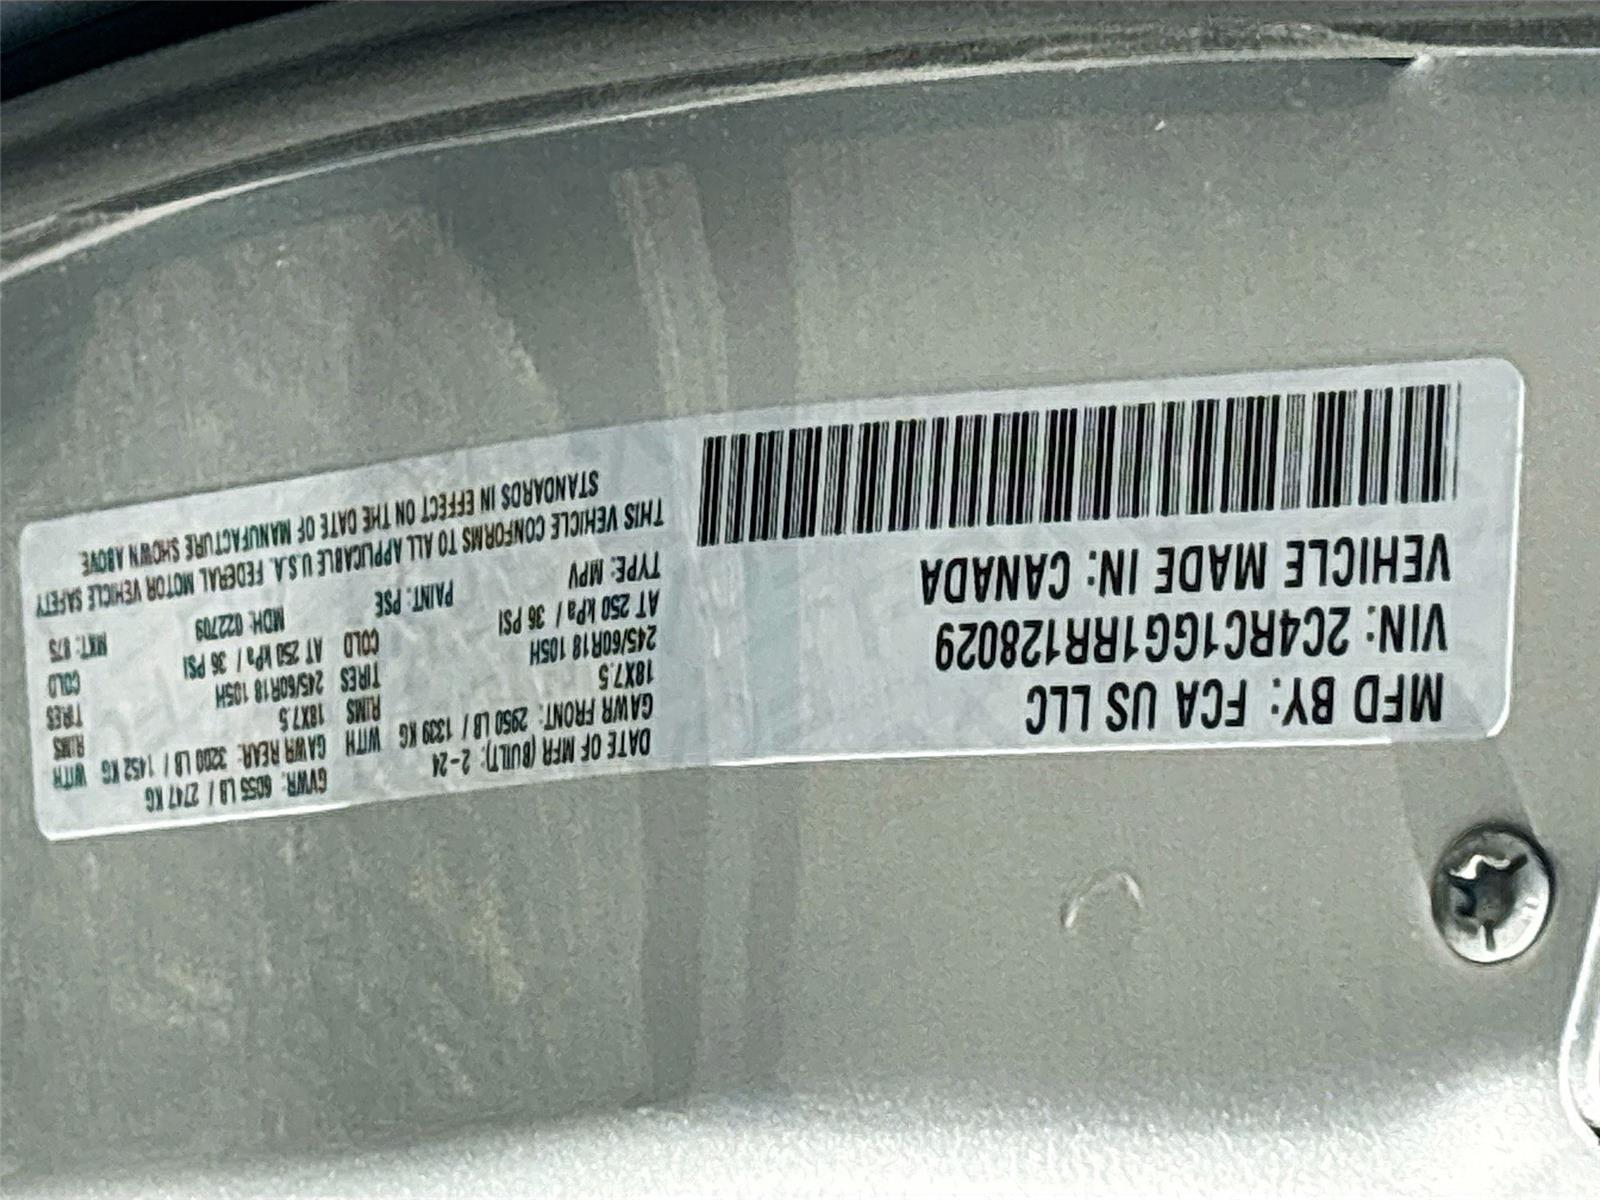 MFD BY: FCA US LLC
VIN: 2C4RC1GG1RR128029
VEHICLE MADE IN: CANADA
DATE OF MFR (BUILT): 2-24
GVWR: 6055 LB / 2747 KG
GAWR FRONT: 2950 LB / 1339 KG WITH
18X7.5 RIMS
245/60R18 105H TIRES
AT 250 kPa / 36 PSI COLD
GAWR REAR: 3200 LB / 1452 KG WITH
18X7.5 RIMS
245/60R18 105H TIRES
AT 250 kPa / 36 PSI COLD
TYPE: MPV PAINT: PSE MDH: 022709 MKT: 875
THIS VEHICLE CONFORMS TO ALL APPLICABLE U.S.A. FEDERAL MOTOR VEHICLE SAFETY
STANDARDS IN EFFECT ON THE DATE OF MANUFACTURE SHOWN ABOVE